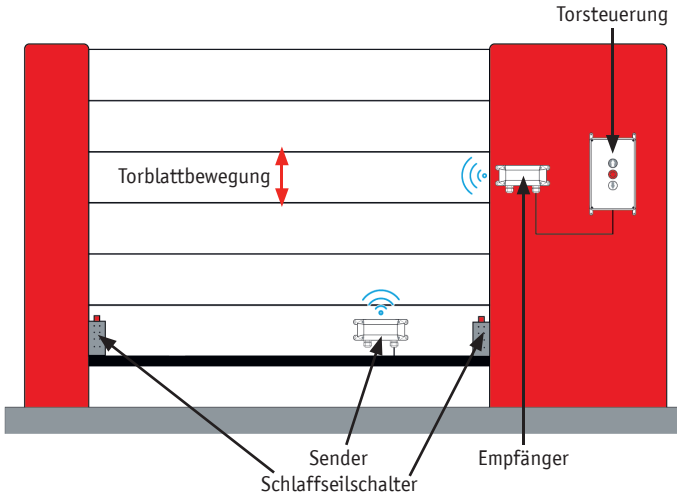 Torsteuerung
Torblattbewegung
Sender
Empfänger
Schlaffseilschalter